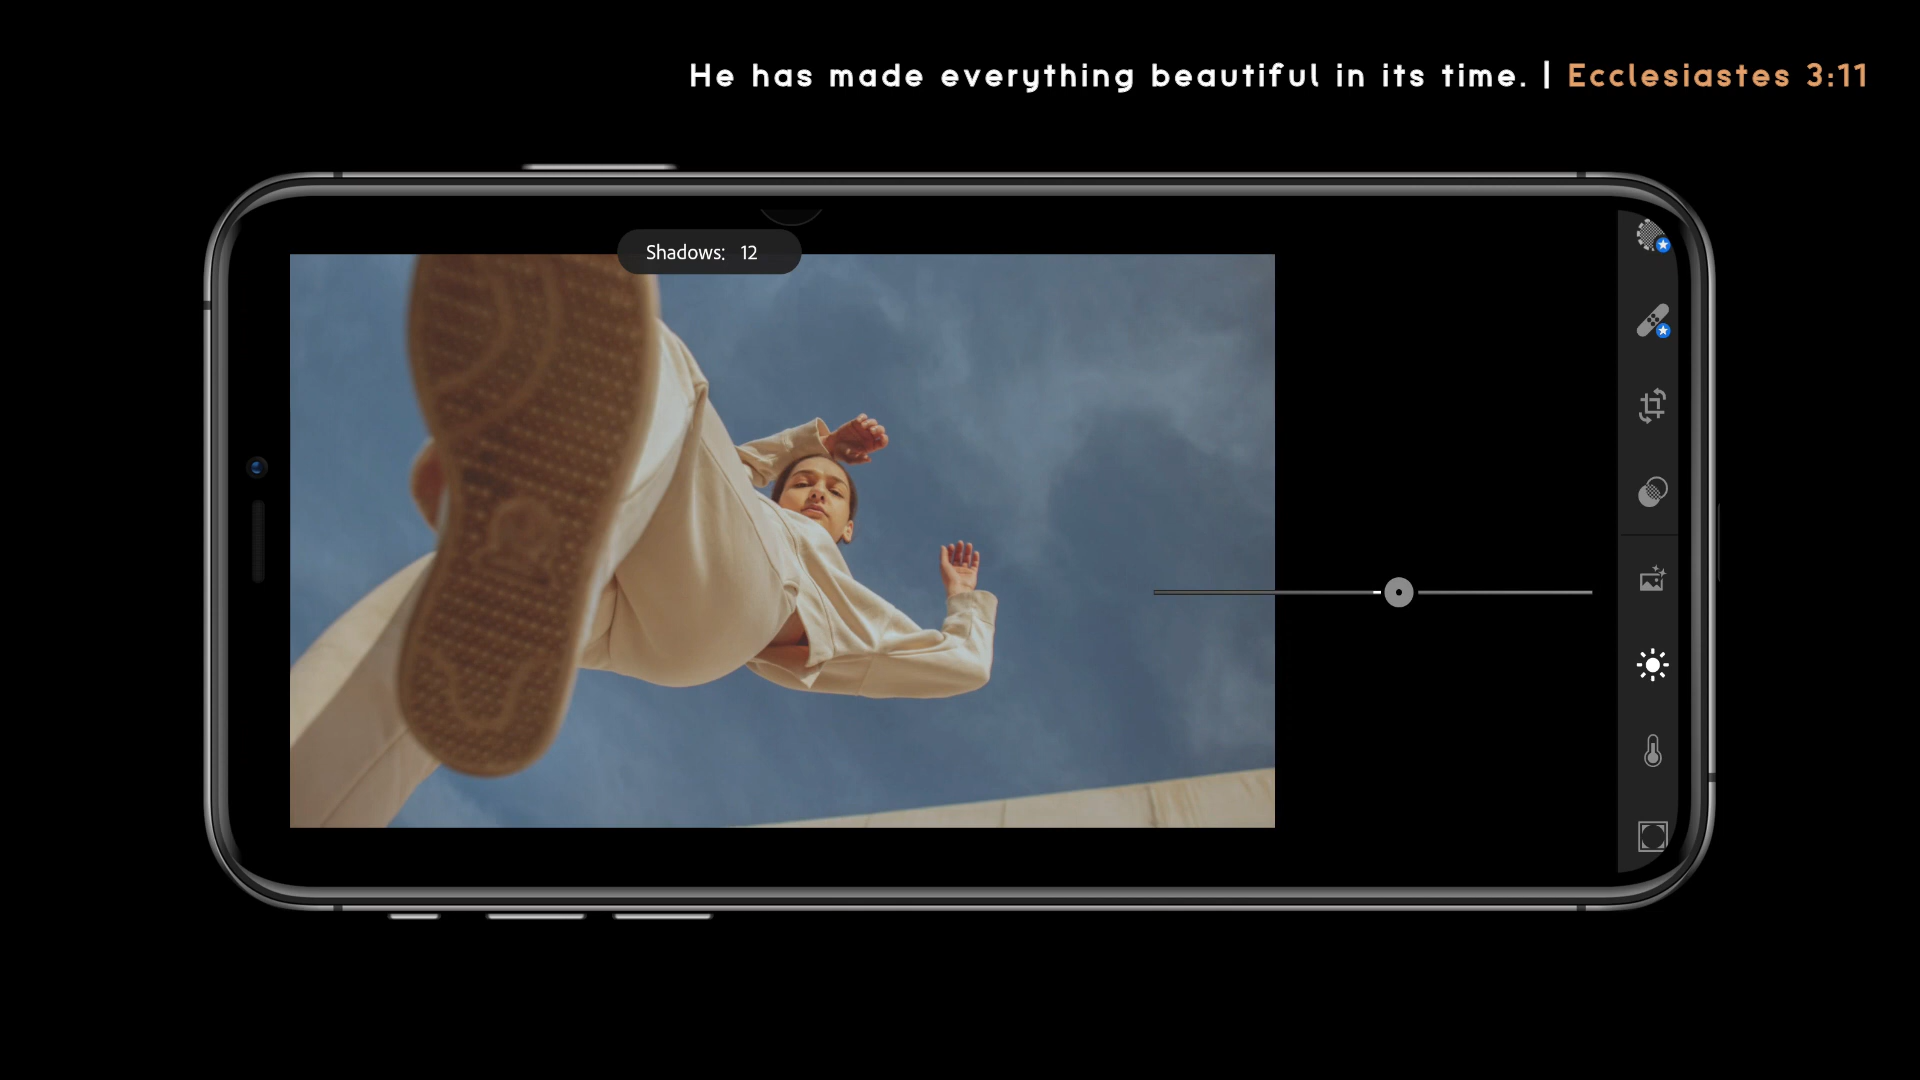 He has made everything beautiful in its time. | Ecclesiastes 3:11
Shadows: 12